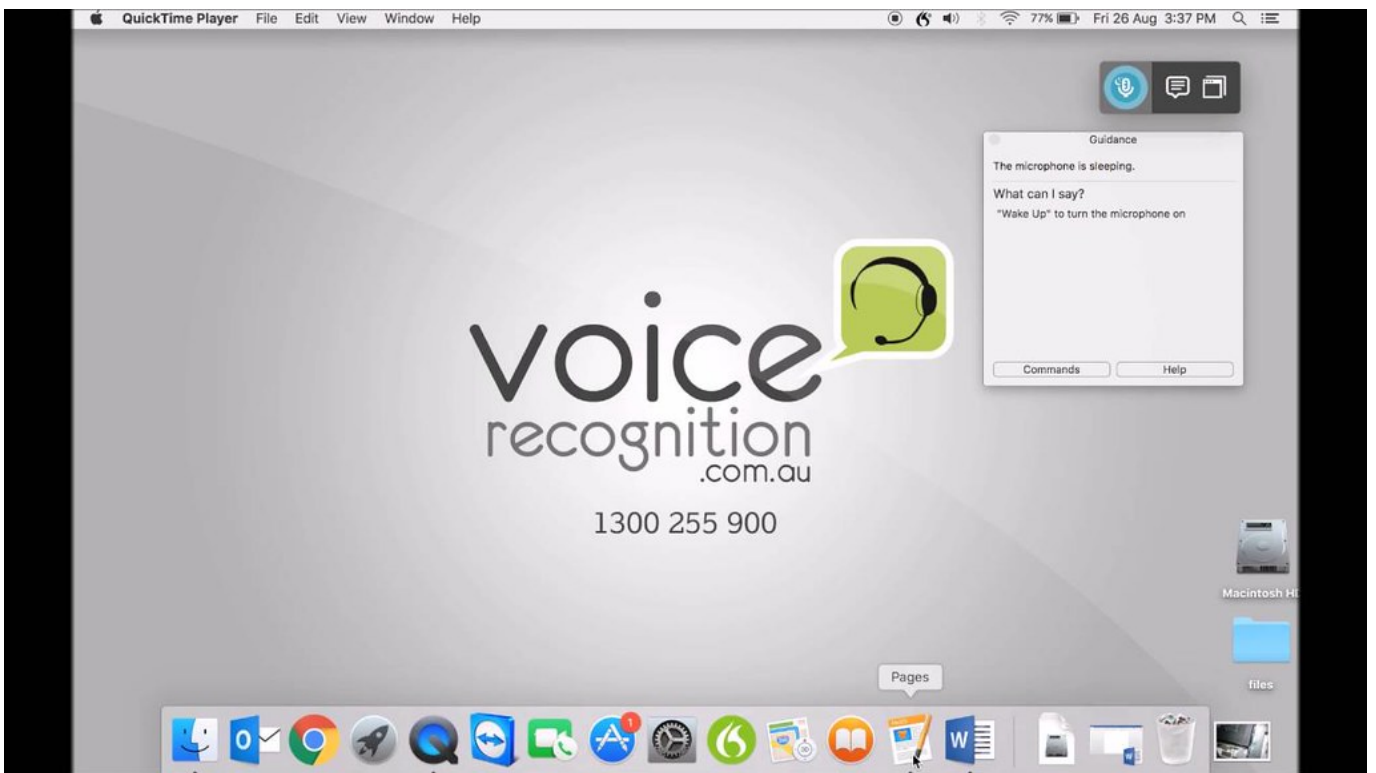 QuickTime Player File Edit View Window Help 77% Fri 26 Aug 3:37 PM
Guidance
The microphone is sleeping.
What can I say?
"Wake Up" to turn the microphone on
Commands Help
voice
recognition
.com.au
1300 255 900
Macintosh H
files
Pages
1
O
W